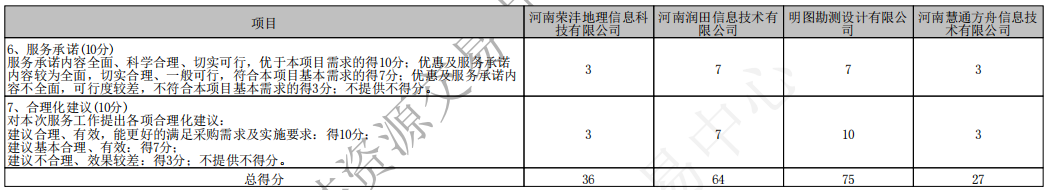 项目
河南荣沣地理信息科
技有限公司
河南润田信息技术有
限公司
明图勘测设计有限公
司
河南慧通方舟信息技
术有限公司
6、服务承诺(10分)
服务承诺内容全面、科学合理、切实可行，优于本项目需求的得10分；优惠及服务承诺
内容较为全面，切实合理、一般可行，符合本项目基本需求的得7分；优惠及服务承诺内
容不全面，可行度较差，不符合本项目基本需求的得3分；不提供不得分。
3
7
7
3
7、合理化建议(10分)
对本次服务工作提出各项合理化建议：
建议合理、有效，能更好的满足采购需求及实施要求：得10分；
建议基本合理、有效：得7分；
建议不合理、效果较差：得3分；不提供不得分。
3
7
10
3
总得分
36
64
75
27
资源交易中心
易中心